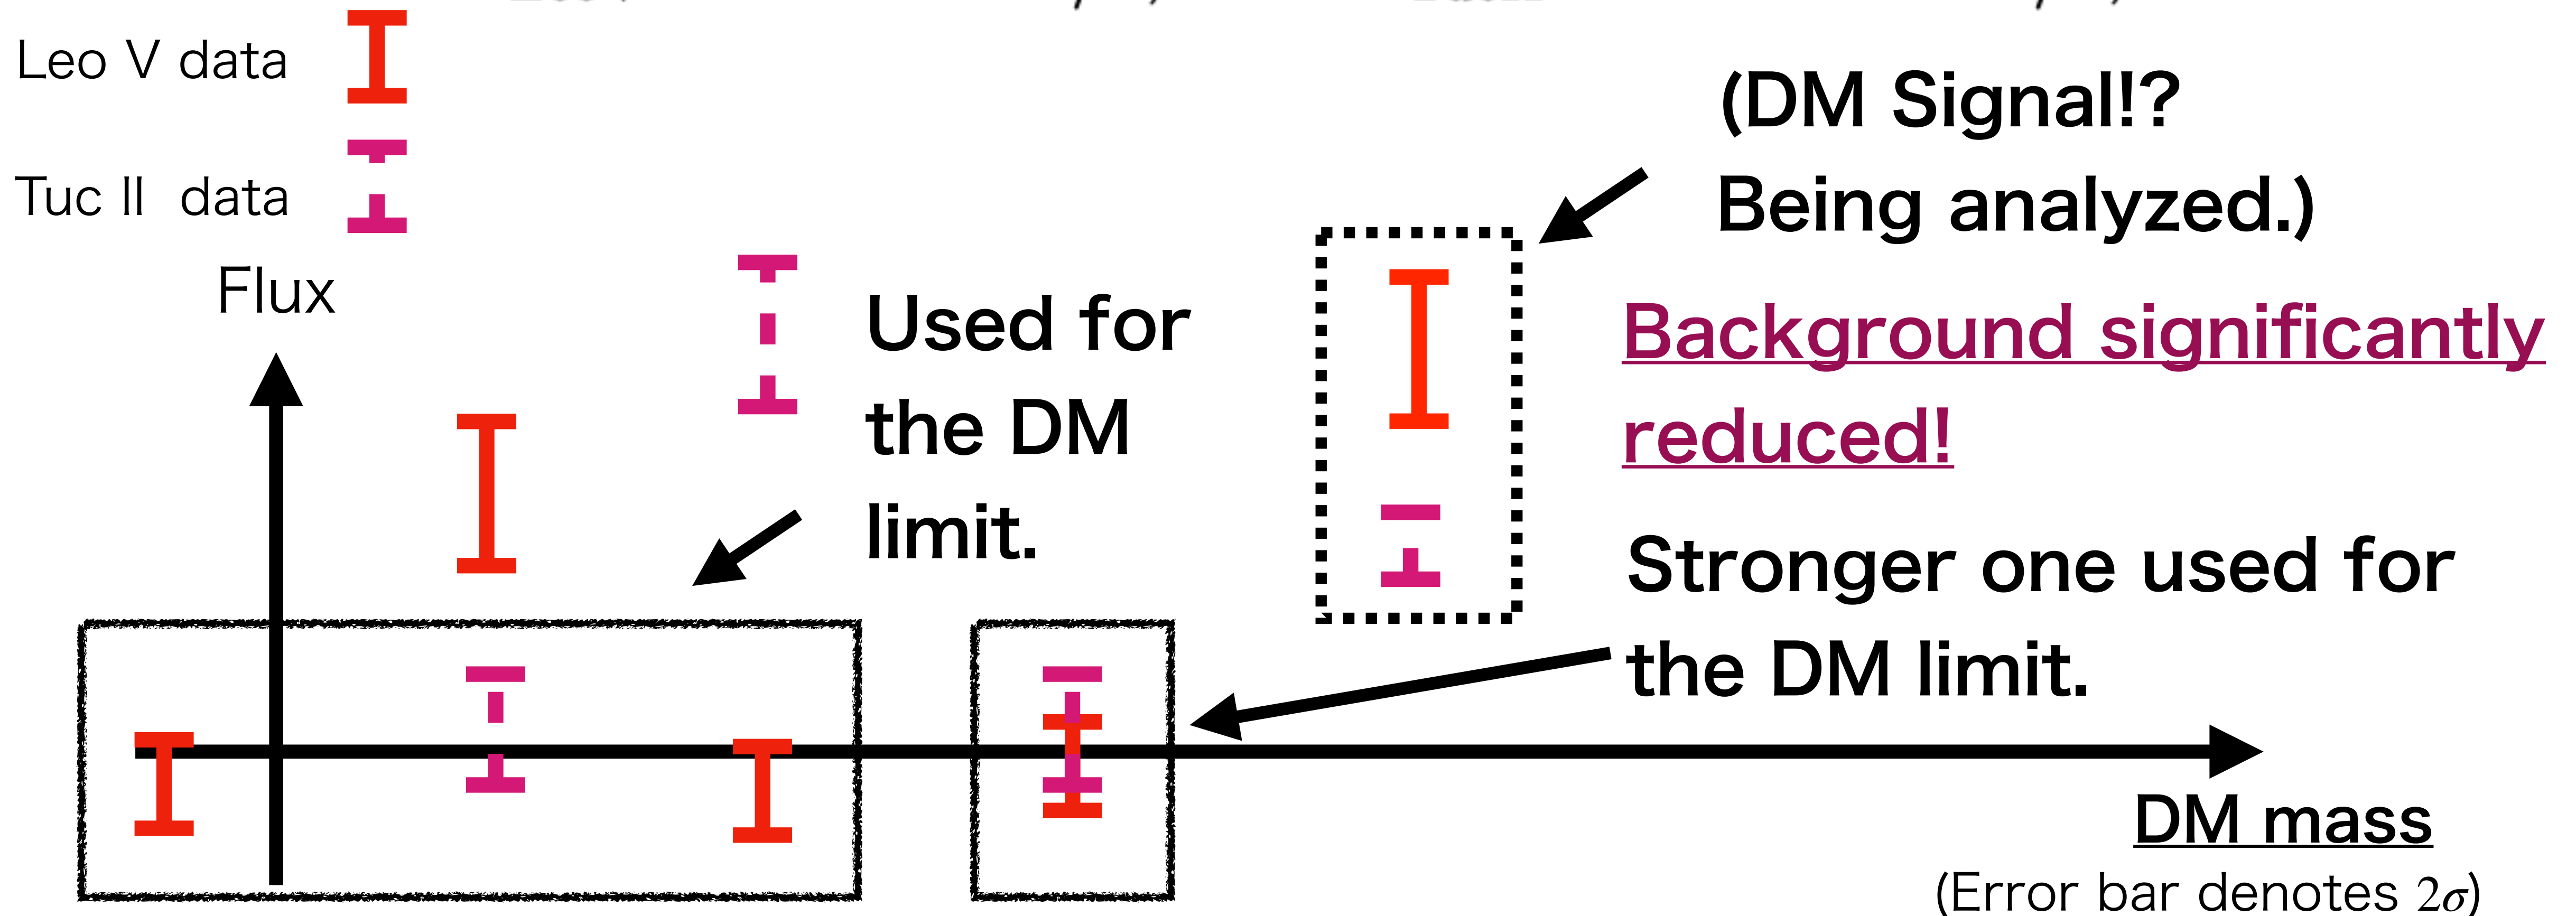 Leo V data
Tuc II data
Flux
Used for
the DM
limit.
(DM Signal!?
Being analyzed.)
Background significantly
reduced!
Stronger one used for
the DM limit.
DM mass
(Error bar denotes 2σ)